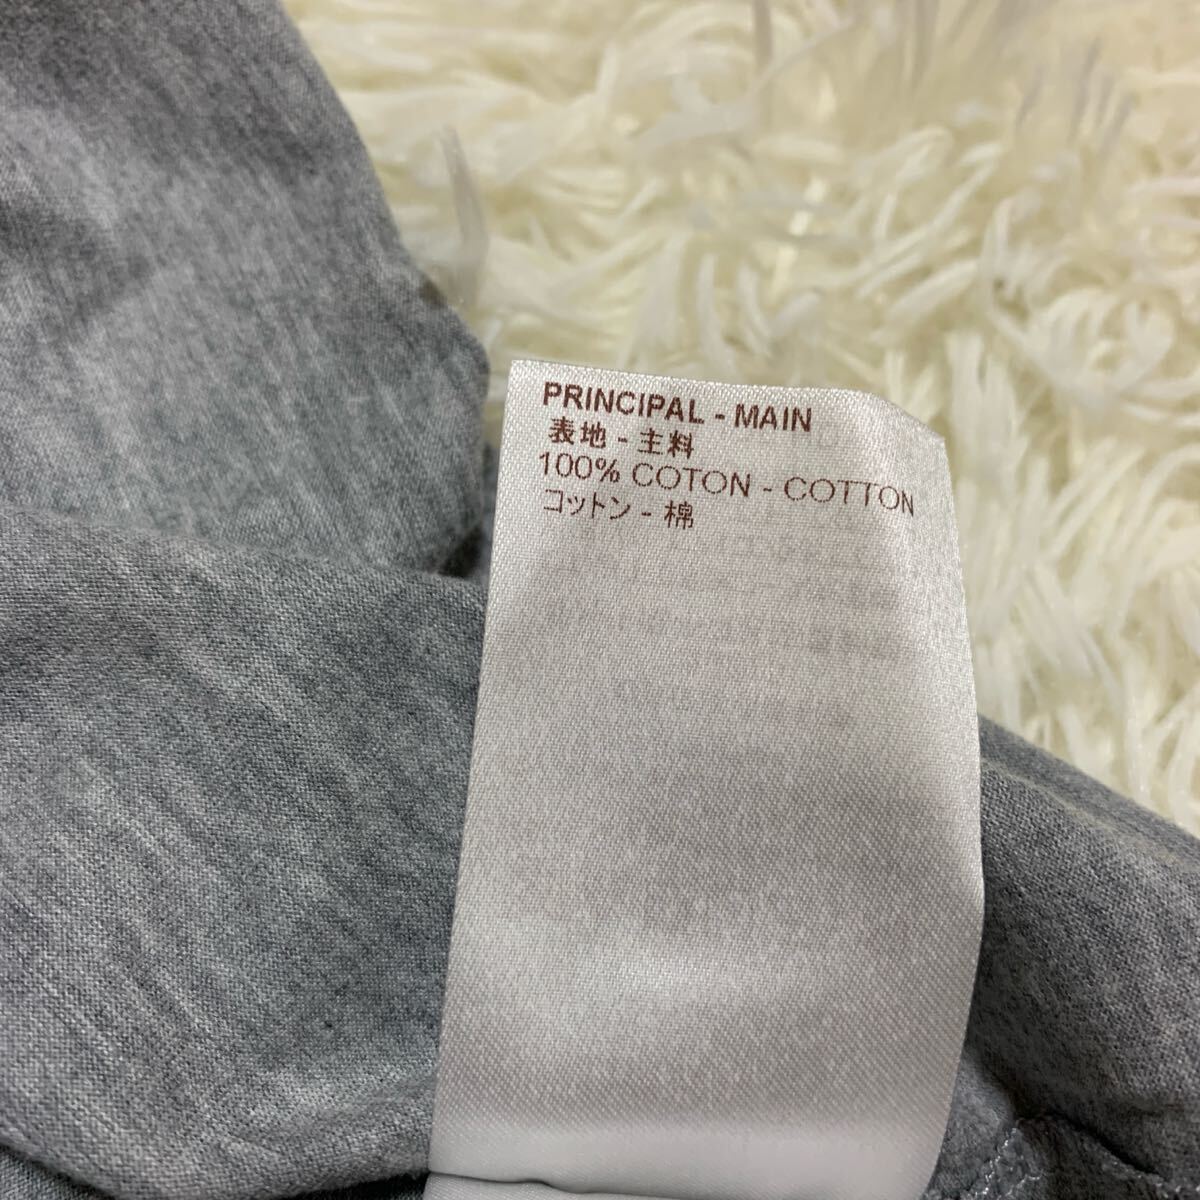 PRINCIPAL - MAIN
表地 - 主料
100% COTON - COTTON
コットン - 棉